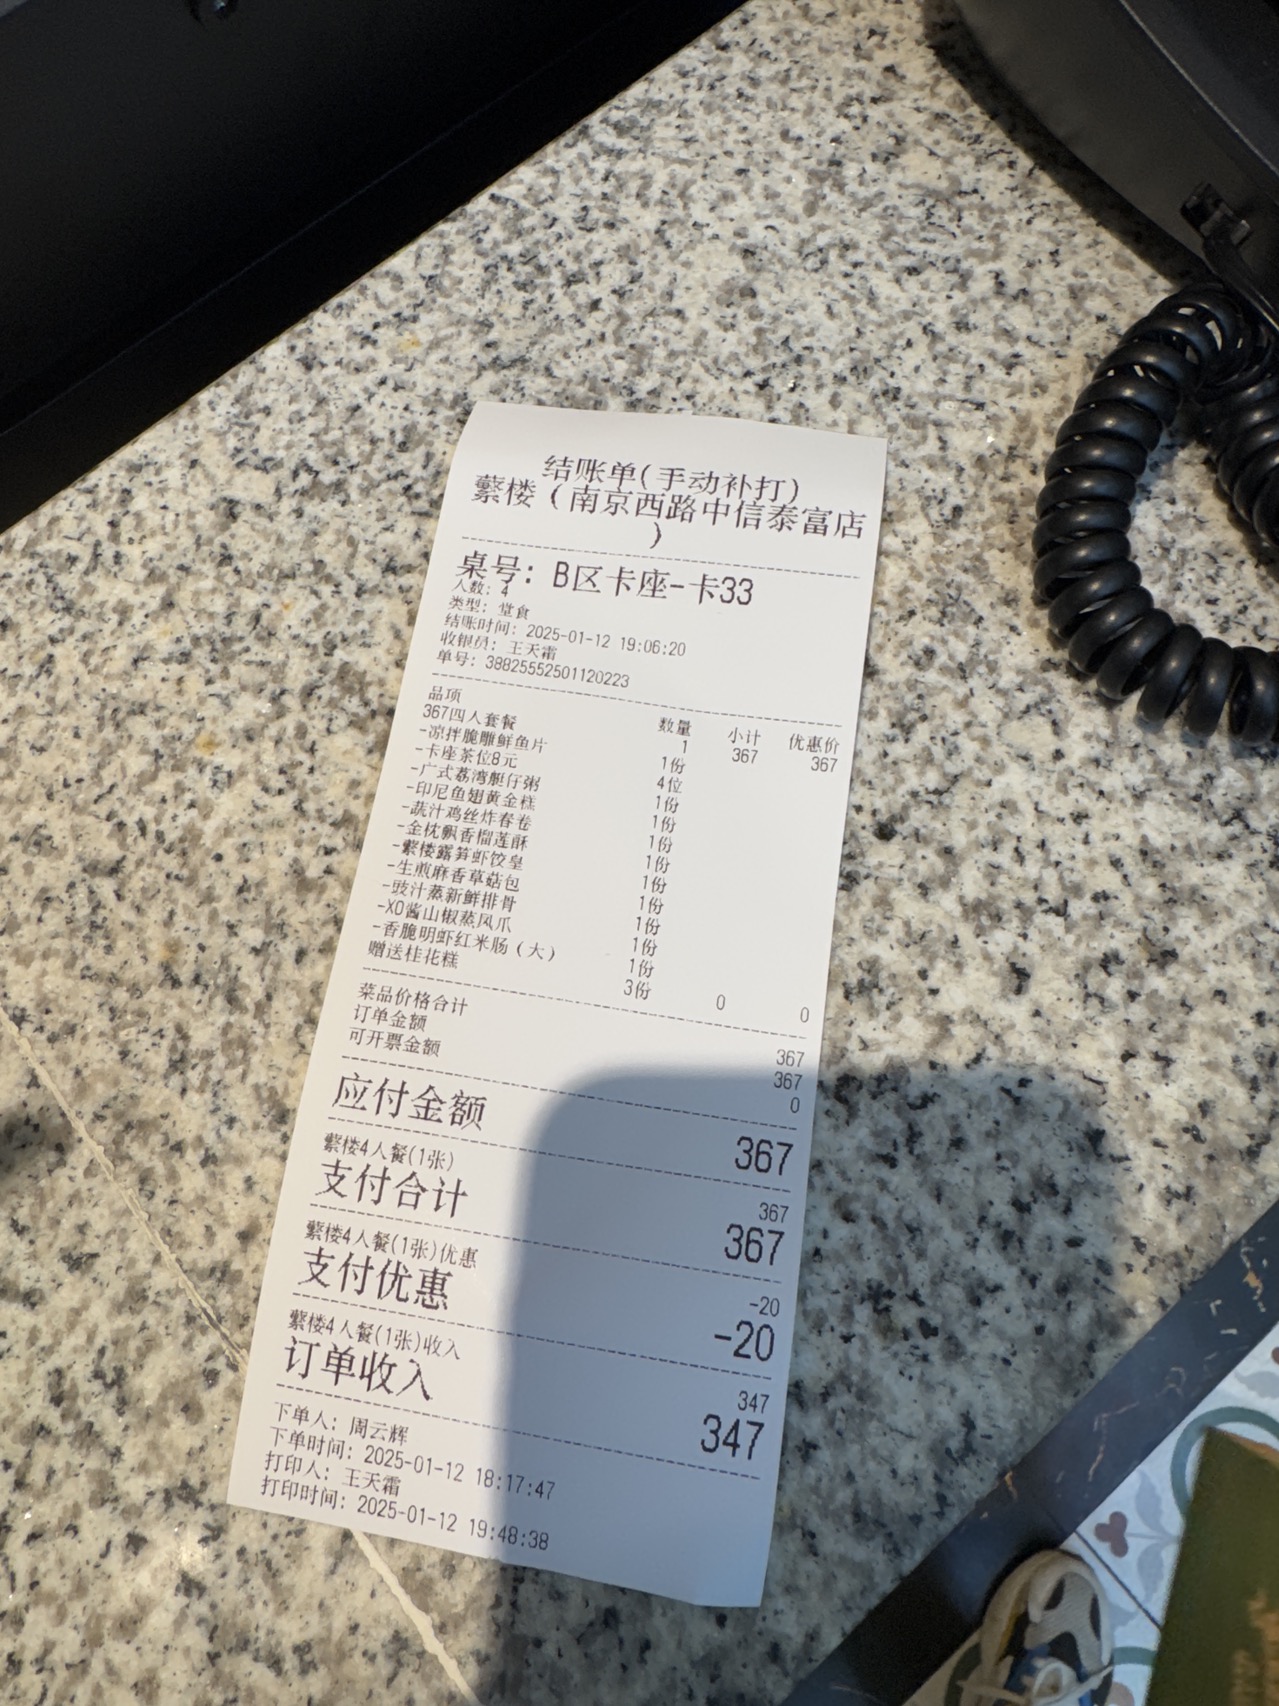 结账单(手动补打)
蘩楼（南京西路中信泰富店
）
桌号: B区卡座-卡33
人数: 4
类型: 堂食
结账时间: 2025-01-12 19:06:20
收银员: 王天霜
单号: 38825552501120223
品项 数量 小计 优惠价
367四人套餐 1 367 367
-凉拌脆雕鲜鱼片 1份
-卡座茶位8元 4位
-广式荔湾艇仔粥 1份
-印尼鱼翅黄金糕 1份
-蔬汁鸡丝炸春卷 1份
-金枕飘香榴莲酥 1份
-蘩楼露笋虾饺皇 1份
-生煎麻香草菇包 1份
-豉汁蒸新鲜排骨 1份
-XO酱山椒蒸凤爪 1份
-香脆明虾红米肠（大） 1份
赠送桂花糕 3份 0 0
菜品价格合计 367
订单金额 367
可开票金额 0
应付金额 367
蘩楼4人餐(1张) 367
支付合计 367
蘩楼4人餐(1张)优惠 -20
支付优惠 -20
蘩楼4人餐(1张)收入 347
订单收入 347
下单人: 周云辉
下单时间: 2025-01-12 18:17:47
打印人: 王天霜
打印时间: 2025-01-12 19:48:38